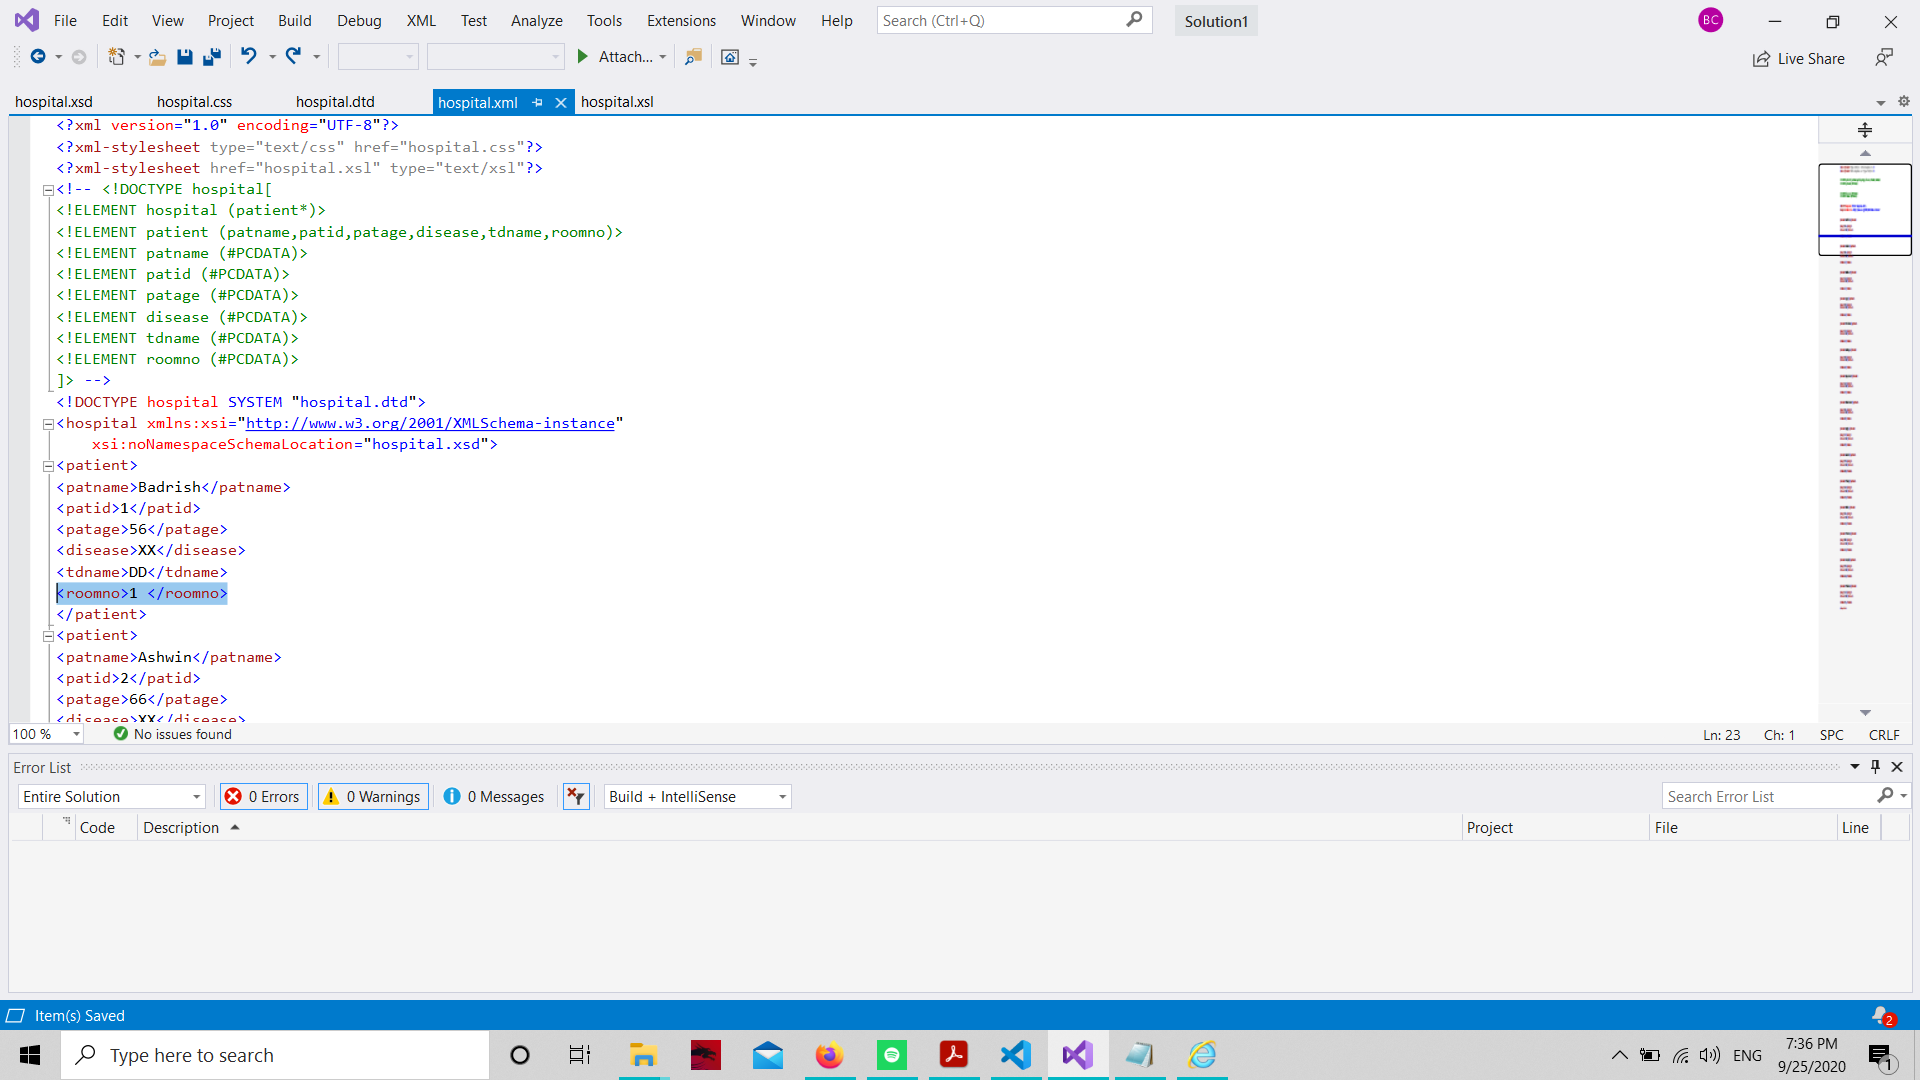 File Edit View Project Build Debug XML Test Analyze Tools Extensions Window Help Search (Ctrl+Q) Solution1 BC
Attach... Live Share
hospital.xsd hospital.css hospital.dtd hospital.xml hospital.xsl
<?xml version="1.0" encoding="UTF-8"?>
<?xml-stylesheet type="text/css" href="hospital.css"?>
<?xml-stylesheet href="hospital.xsl" type="text/xsl"?>
<!-- <!DOCTYPE hospital[
<!ELEMENT hospital (patient*)>
<!ELEMENT patient (patname,patid,patage,disease,tdname,roomno)>
<!ELEMENT patname (#PCDATA)>
<!ELEMENT patid (#PCDATA)>
<!ELEMENT patage (#PCDATA)>
<!ELEMENT disease (#PCDATA)>
<!ELEMENT tdname (#PCDATA)>
<!ELEMENT roomno (#PCDATA)>
]> -->
<!DOCTYPE hospital SYSTEM "hospital.dtd">
<hospital xmlns:xsi="http://www.w3.org/2001/XMLSchema-instance"
xsi:noNamespaceSchemaLocation="hospital.xsd">
<patient>
<patname>Badrish</patname>
<patid>1</patid>
<patage>56</patage>
<disease>XX</disease>
<tdname>DD</tdname>
<roomno>1 </roomno>
</patient>
<patient>
<patname>Ashwin</patname>
<patid>2</patid>
<patage>66</patage>
<disease>XX</disease>
100 % No issues found Ln: 23 Ch: 1 SPC CRLF
Error List
Entire Solution 0 Errors 0 Warnings 0 Messages Build + IntelliSense Search Error List
Code Description Project File Line
Item(s) Saved 2
Type here to search ENG 7:36 PM
9/25/2020 1